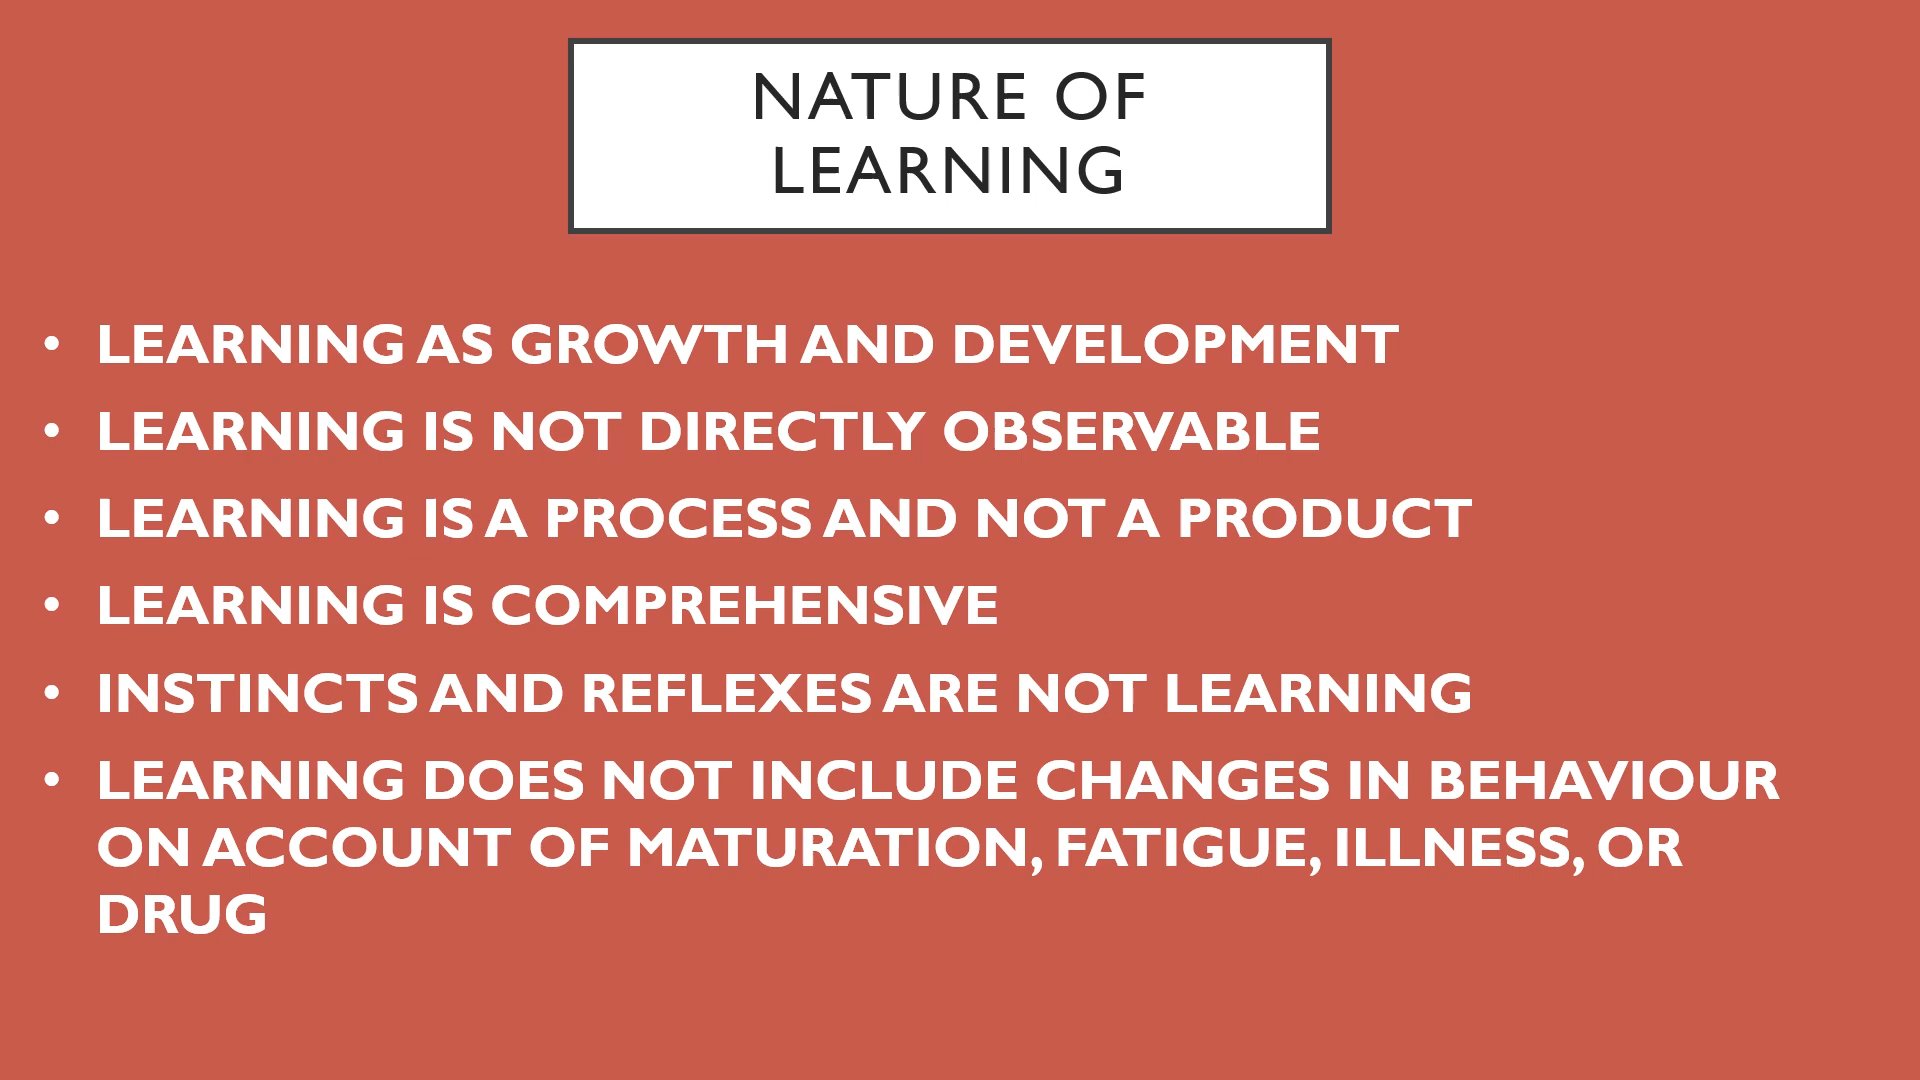 NATURE OF
LEARNING
• LEARNING AS GROWTH AND DEVELOPMENT
• LEARNING IS NOT DIRECTLY OBSERVABLE
• LEARNING IS A PROCESS AND NOT A PRODUCT
• LEARNING IS COMPREHENSIVE
• INSTINCTS AND REFLEXES ARE NOT LEARNING
• LEARNING DOES NOT INCLUDE CHANGES IN BEHAVIOUR
ON ACCOUNT OF MATURATION, FATIGUE, ILLNESS, OR
DRUG